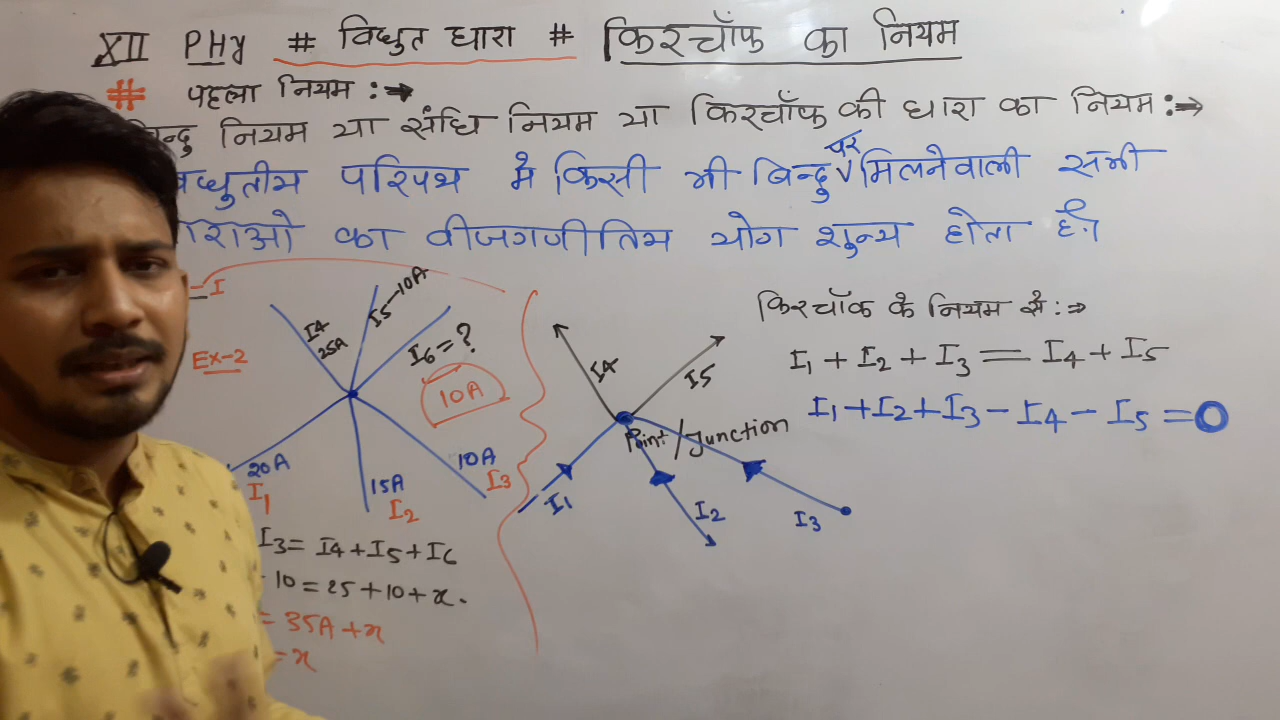 XII PHY # विधुत धारा # किरचॉफ का नियम
# पहला नियम :→
बिन्दु नियम या संधि नियम या किरचॉफ की धारा का नियम :→
किसी भी बिन्दु पर मिलनेवाली सभी
परिपथ मे
का वीजगणीतिय योग शुन्य होता है।
-I
Ex-2
I4 25A
I5-10A
I6=?
10A
20A
I1
15A
I2
10A
I3
I3= I4+I5+I6
10=25+10+x.
= 35A+x
= x
I4
I5
Point/Junction
I1
I2
I3
किरचॉफ के नियम से :⇒
I1 + I2 + I3 = I4 + I5
I1+I2+I3-I4-I5=0